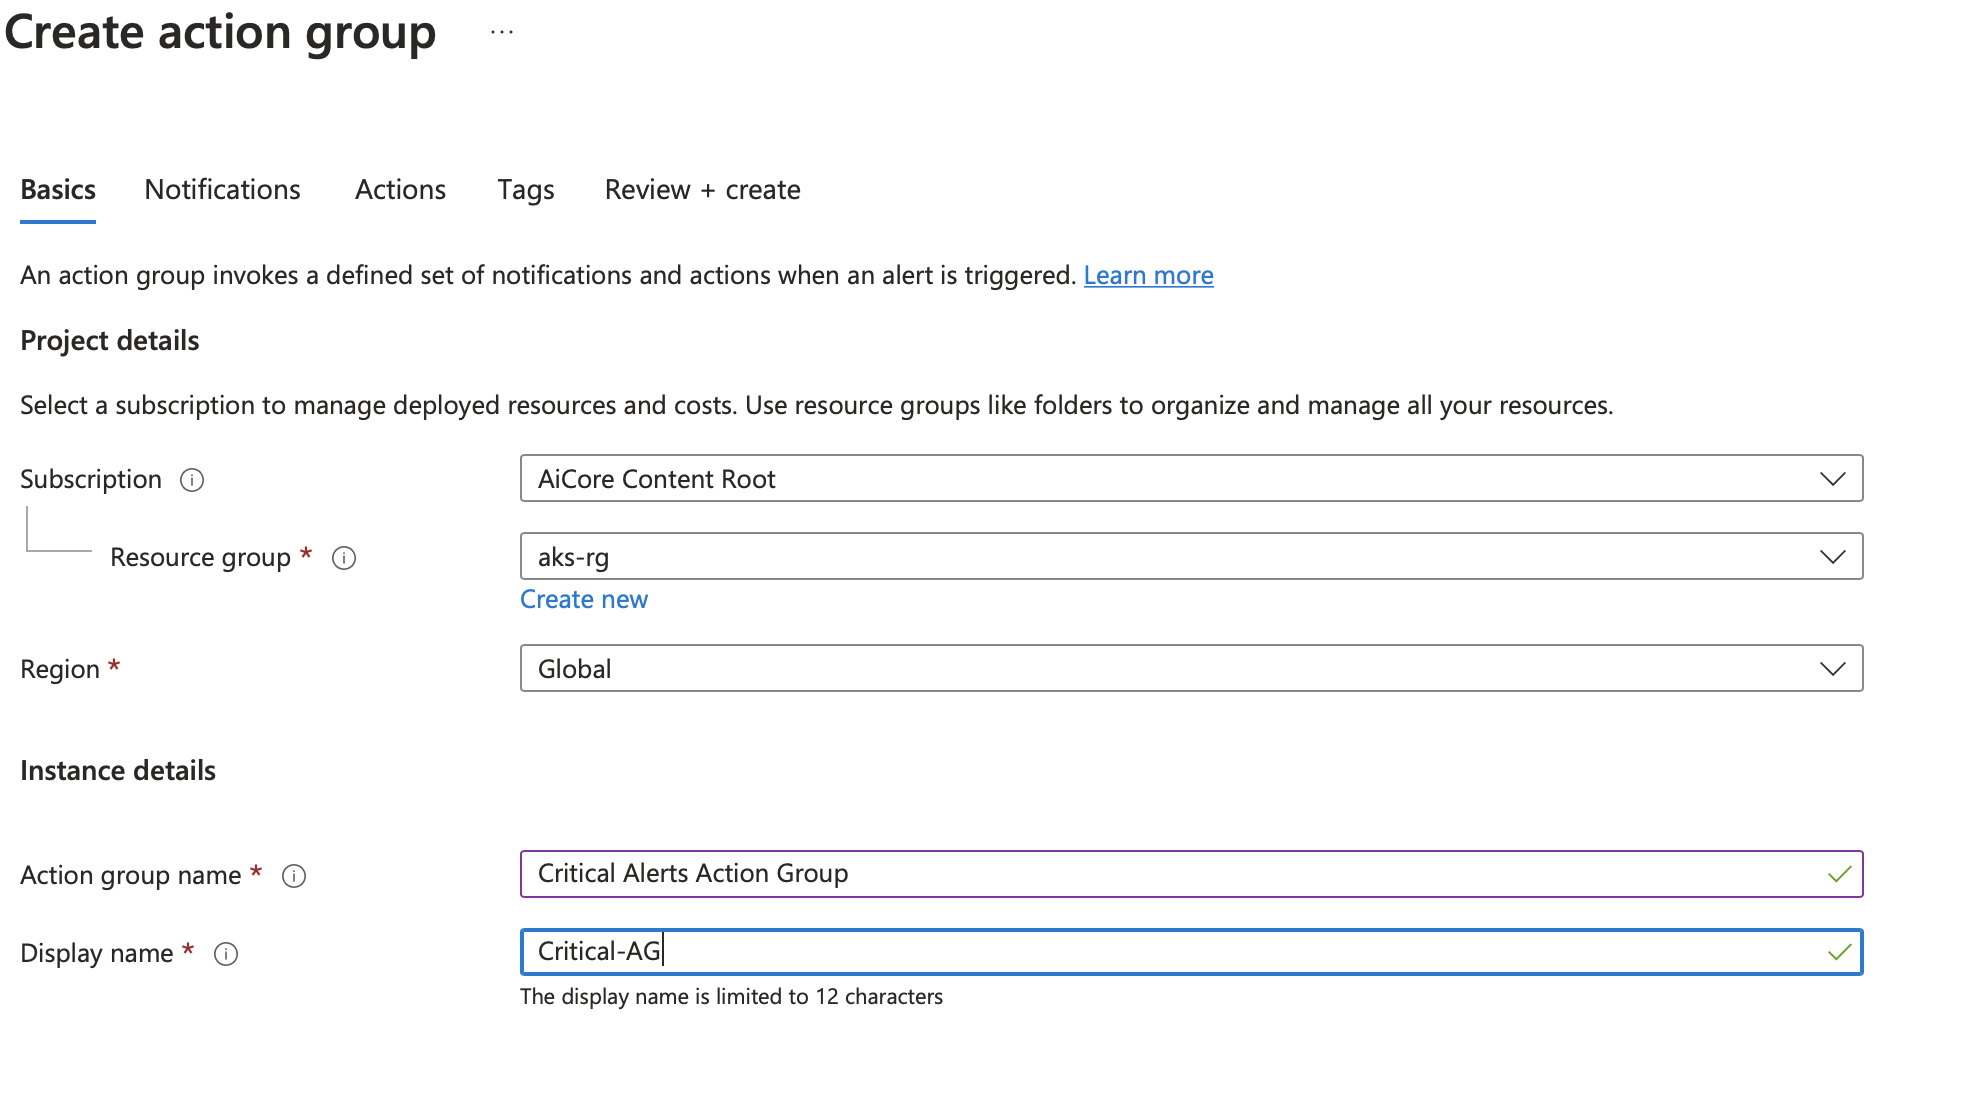 Create action group ...
Basics Notifications Actions Tags Review + create
An action group invokes a defined set of notifications and actions when an alert is triggered. Learn more
Project details
Select a subscription to manage deployed resources and costs. Use resource groups like folders to organize and manage all your resources.
Subscription AiCore Content Root
Resource group * aks-rg
Create new
Region * Global
Instance details
Action group name * Critical Alerts Action Group
Display name * Critical-AG
The display name is limited to 12 characters